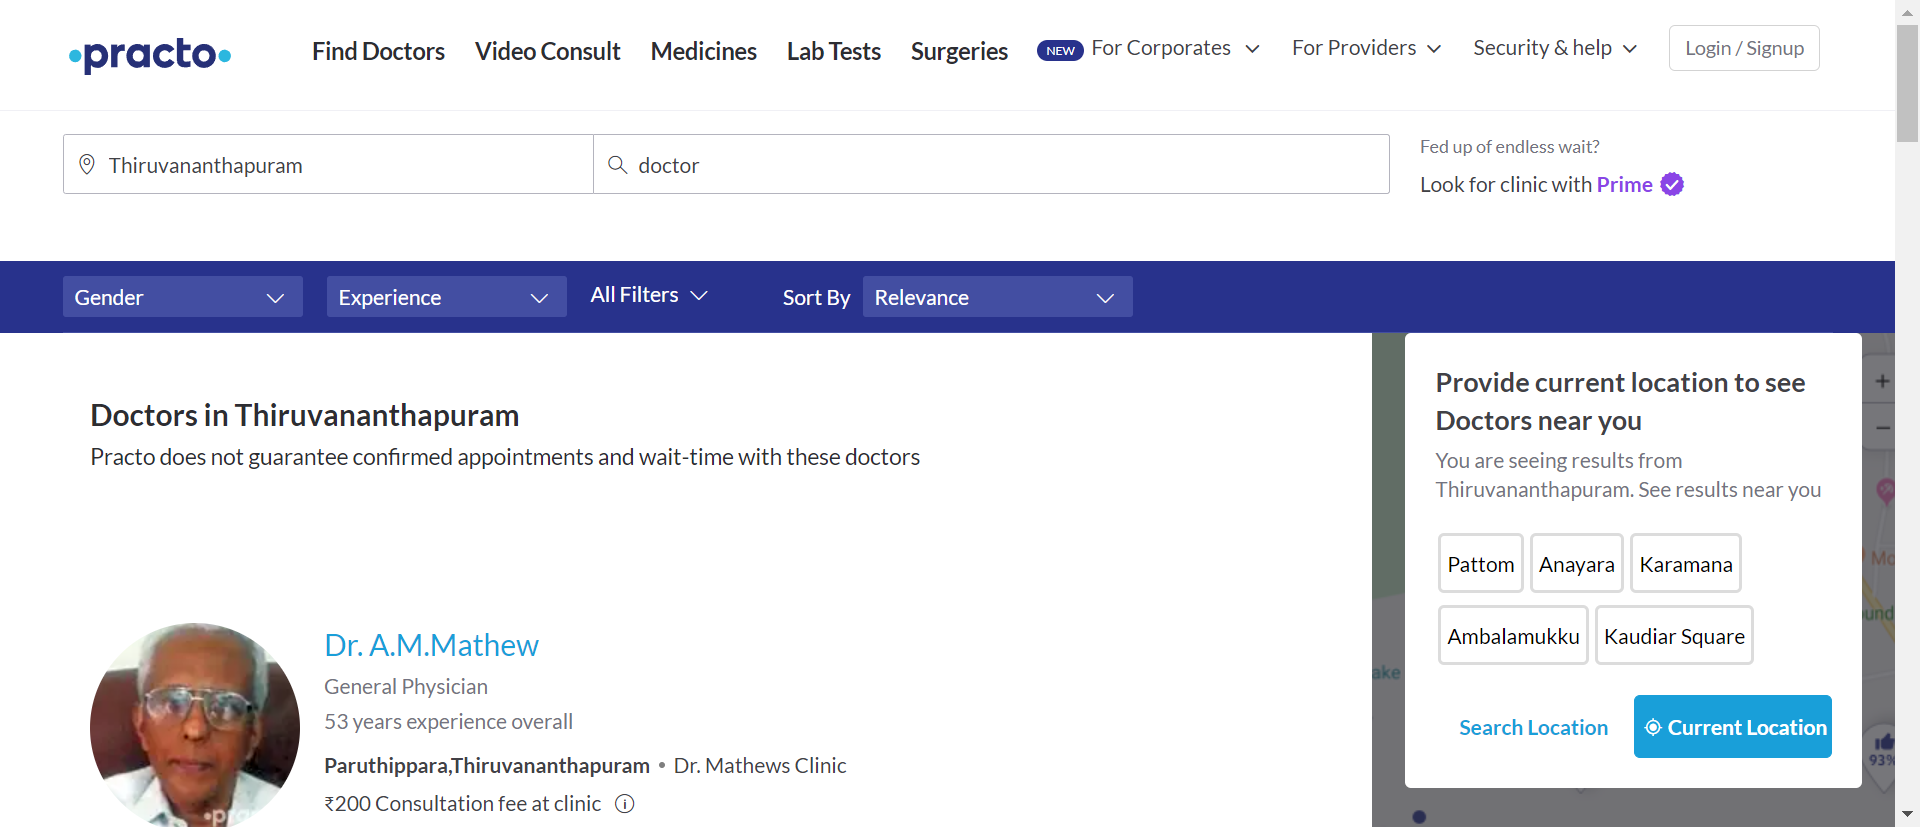 practo
Find Doctors
Video Consult
Medicines
Lab Tests
Surgeries
NEW
For Corporates
For Providers
Security & help
Login / Signup
Thiruvananthapuram
doctor
Fed up of endless wait?
Look for clinic with Prime
Gender
Experience
All Filters
Sort By
Relevance
Doctors in Thiruvananthapuram
Practo does not guarantee confirmed appointments and wait-time with these doctors
Dr. A.M.Mathew
General Physician
53 years experience overall
Paruthippara,Thiruvananthapuram • Dr. Mathews Clinic
₹200 Consultation fee at clinic
Provide current location to see
Doctors near you
You are seeing results from
Thiruvananthapuram. See results near you
Pattom
Anayara
Karamana
Ambalamukku
Kaudiar Square
Search Location
Current Location
93%